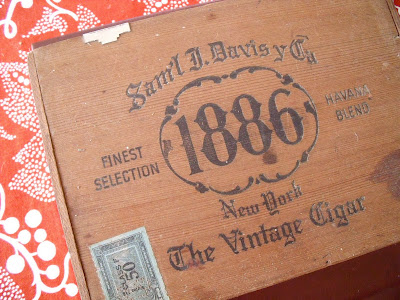 Sam'l I. Davis y Ca
1886
FINEST
SELECTION
HAVANA
BLEND
New York
The Vintage Cigar
50